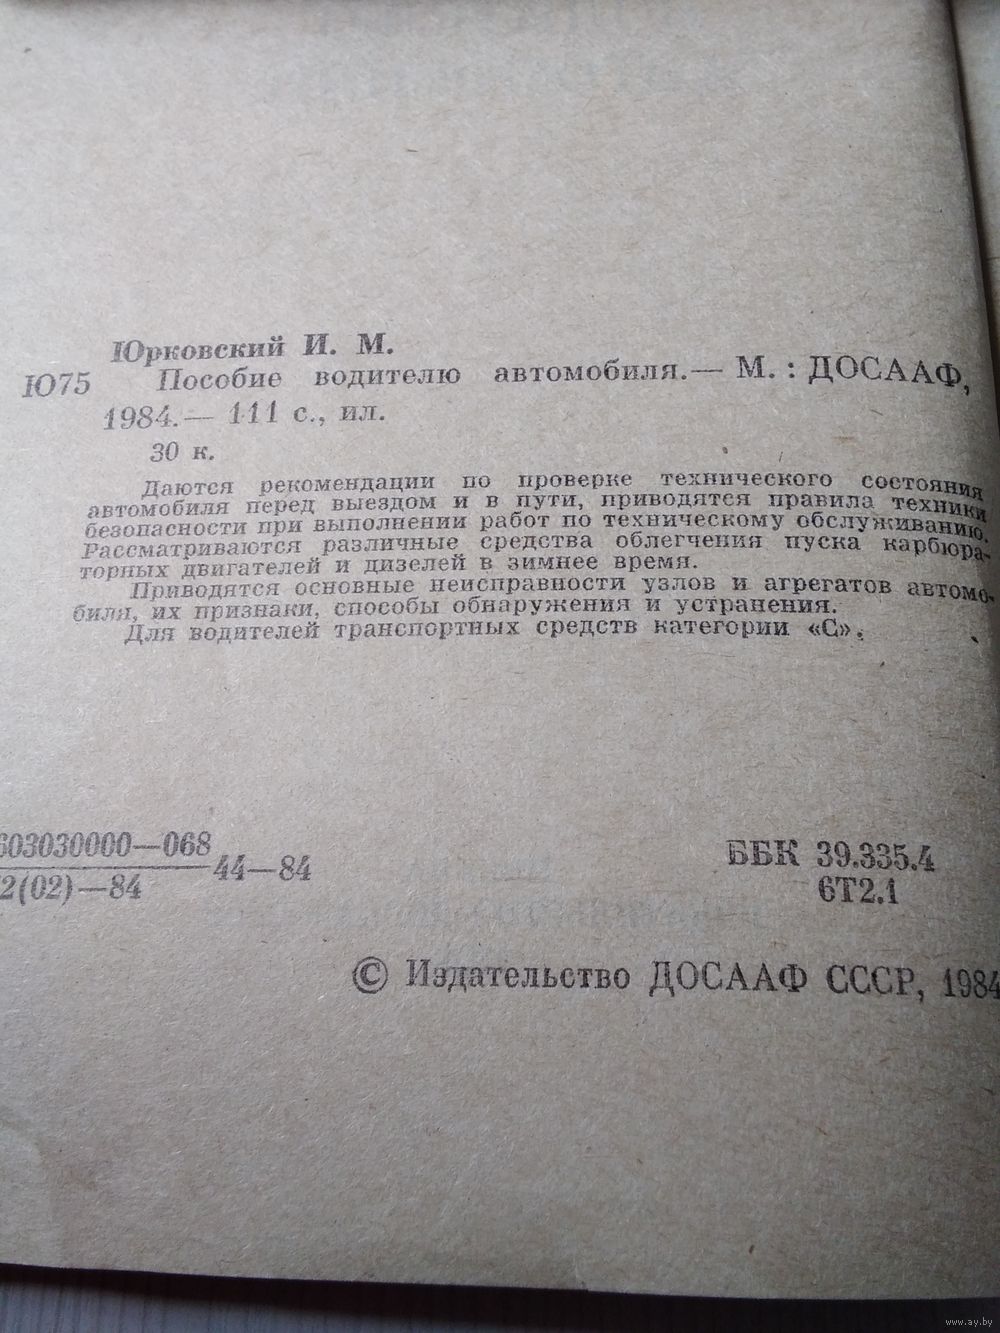 Юрковский И. М.
Ю75 Пособие водителю автомобиля.— М. : ДОСААФ,
1984.— 111 с., ил.
30 к.
Даются рекомендации по проверке технического состояния
автомобиля перед выездом и в пути, приводятся правила техники
безопасности при выполнении работ по техническому обслуживанию.
Рассматриваются различные средства облегчения пуска карбюра-
торных двигателей и дизелей в зимнее время.
Приводятся основные неисправности узлов и агрегатов автомо-
биля, их признаки, способы обнаружения и устранения.
Для водителей транспортных средств категории «С».
603030000—068
2(02)—84
44—84
ББК 39.335.4
6Т2.1
© Издательство ДОСААФ СССР, 1984
www.ay.by